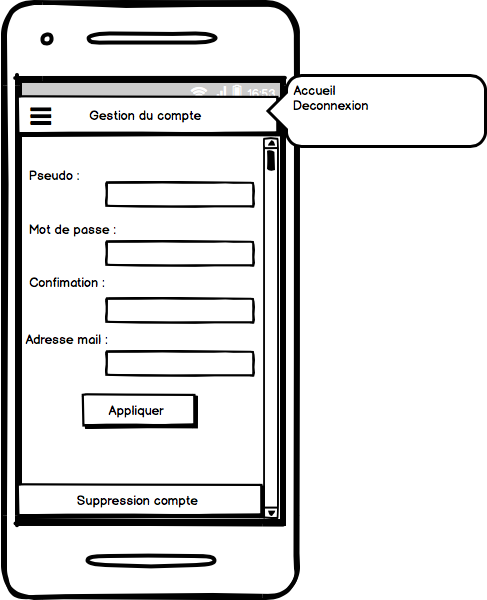 16:53
Accueil
Deconnexion
Gestion du compte
Pseudo :
Mot de passe :
Confimation :
Adresse mail :
Appliquer
Suppression compte